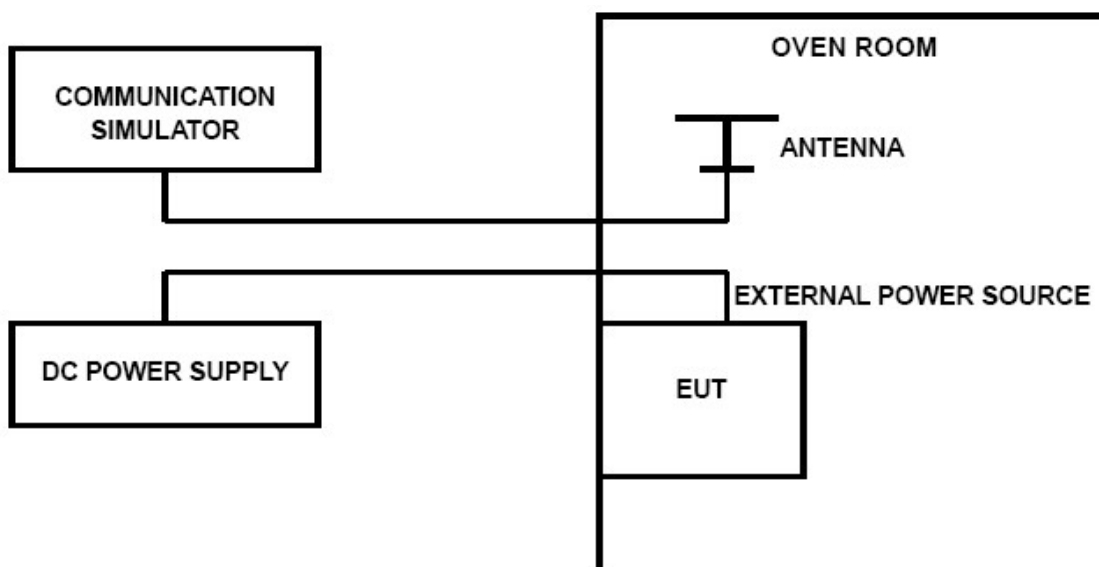 OVEN ROOM
COMMUNICATION
SIMULATOR
ANTENNA
EXTERNAL POWER SOURCE
DC POWER SUPPLY
EUT